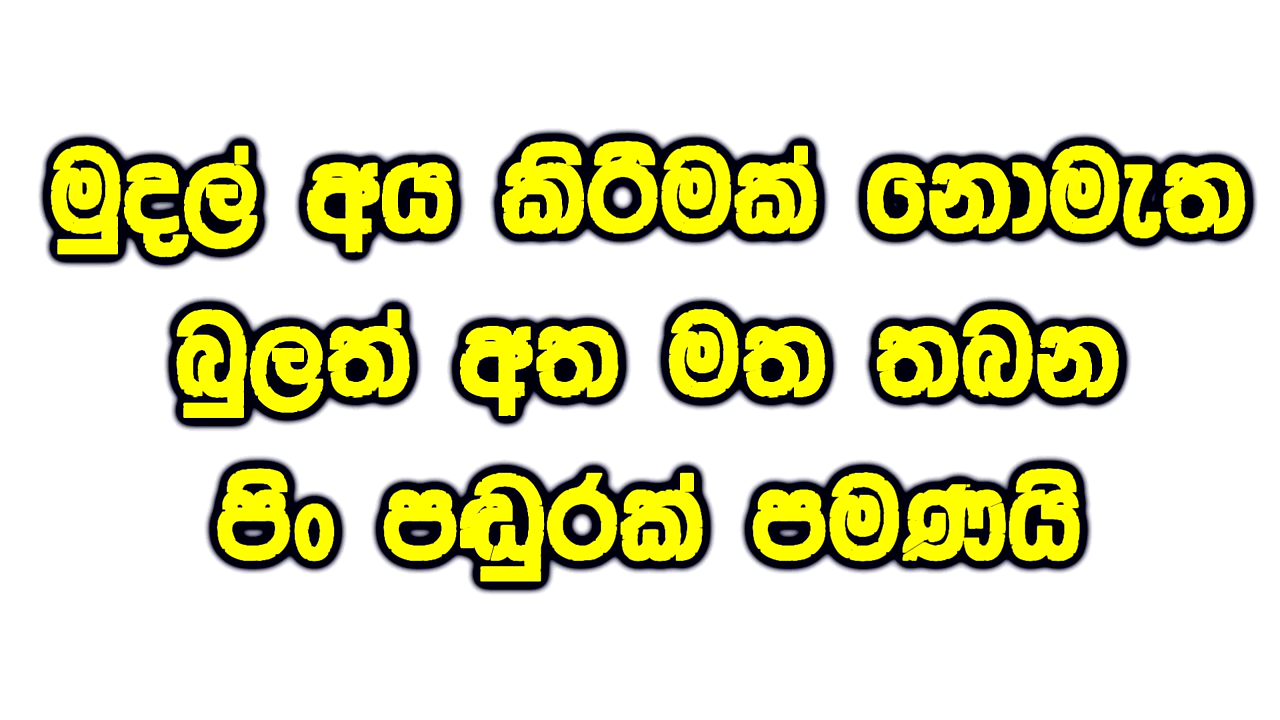 මුදල් අය කිරීමක් නොමැත
බුලත් අත මත තබන
පිං පඬුරක් පමණයි